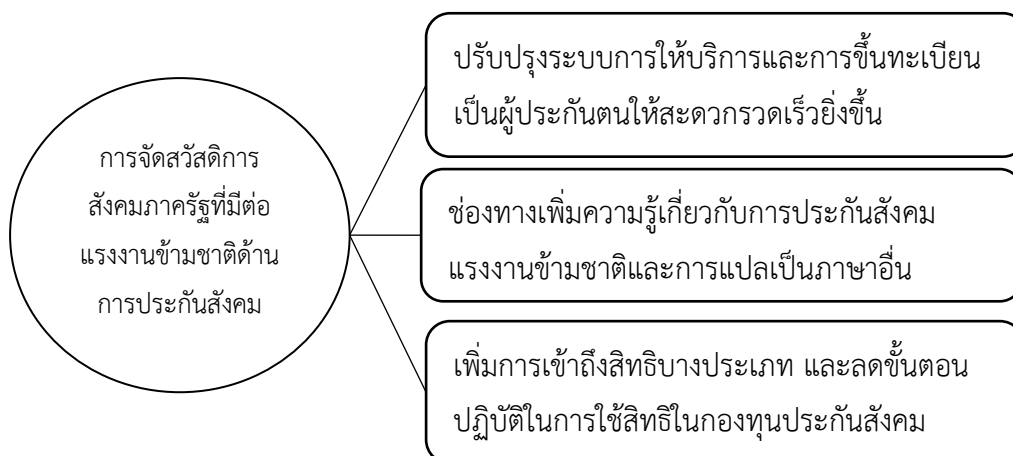 การจัดสวัสดิการ
สังคมภาครัฐที่มีต่อ
แรงงานข้ามชาติด้าน
การประกันสังคม
ปรับปรุงระบบการให้บริการและการขึ้นทะเบียน
เป็นผู้ประกันตนให้สะดวกรวดเร็วยิ่งขึ้น
ช่องทางเพิ่มความรู้เกี่ยวกับการประกันสังคม
แรงงานข้ามชาติและการแปลเป็นภาษาอื่น
เพิ่มการเข้าถึงสิทธิบางประเภท และลดขั้นตอน
ปฏิบัติในการใช้สิทธิในกองทุนประกันสังคม